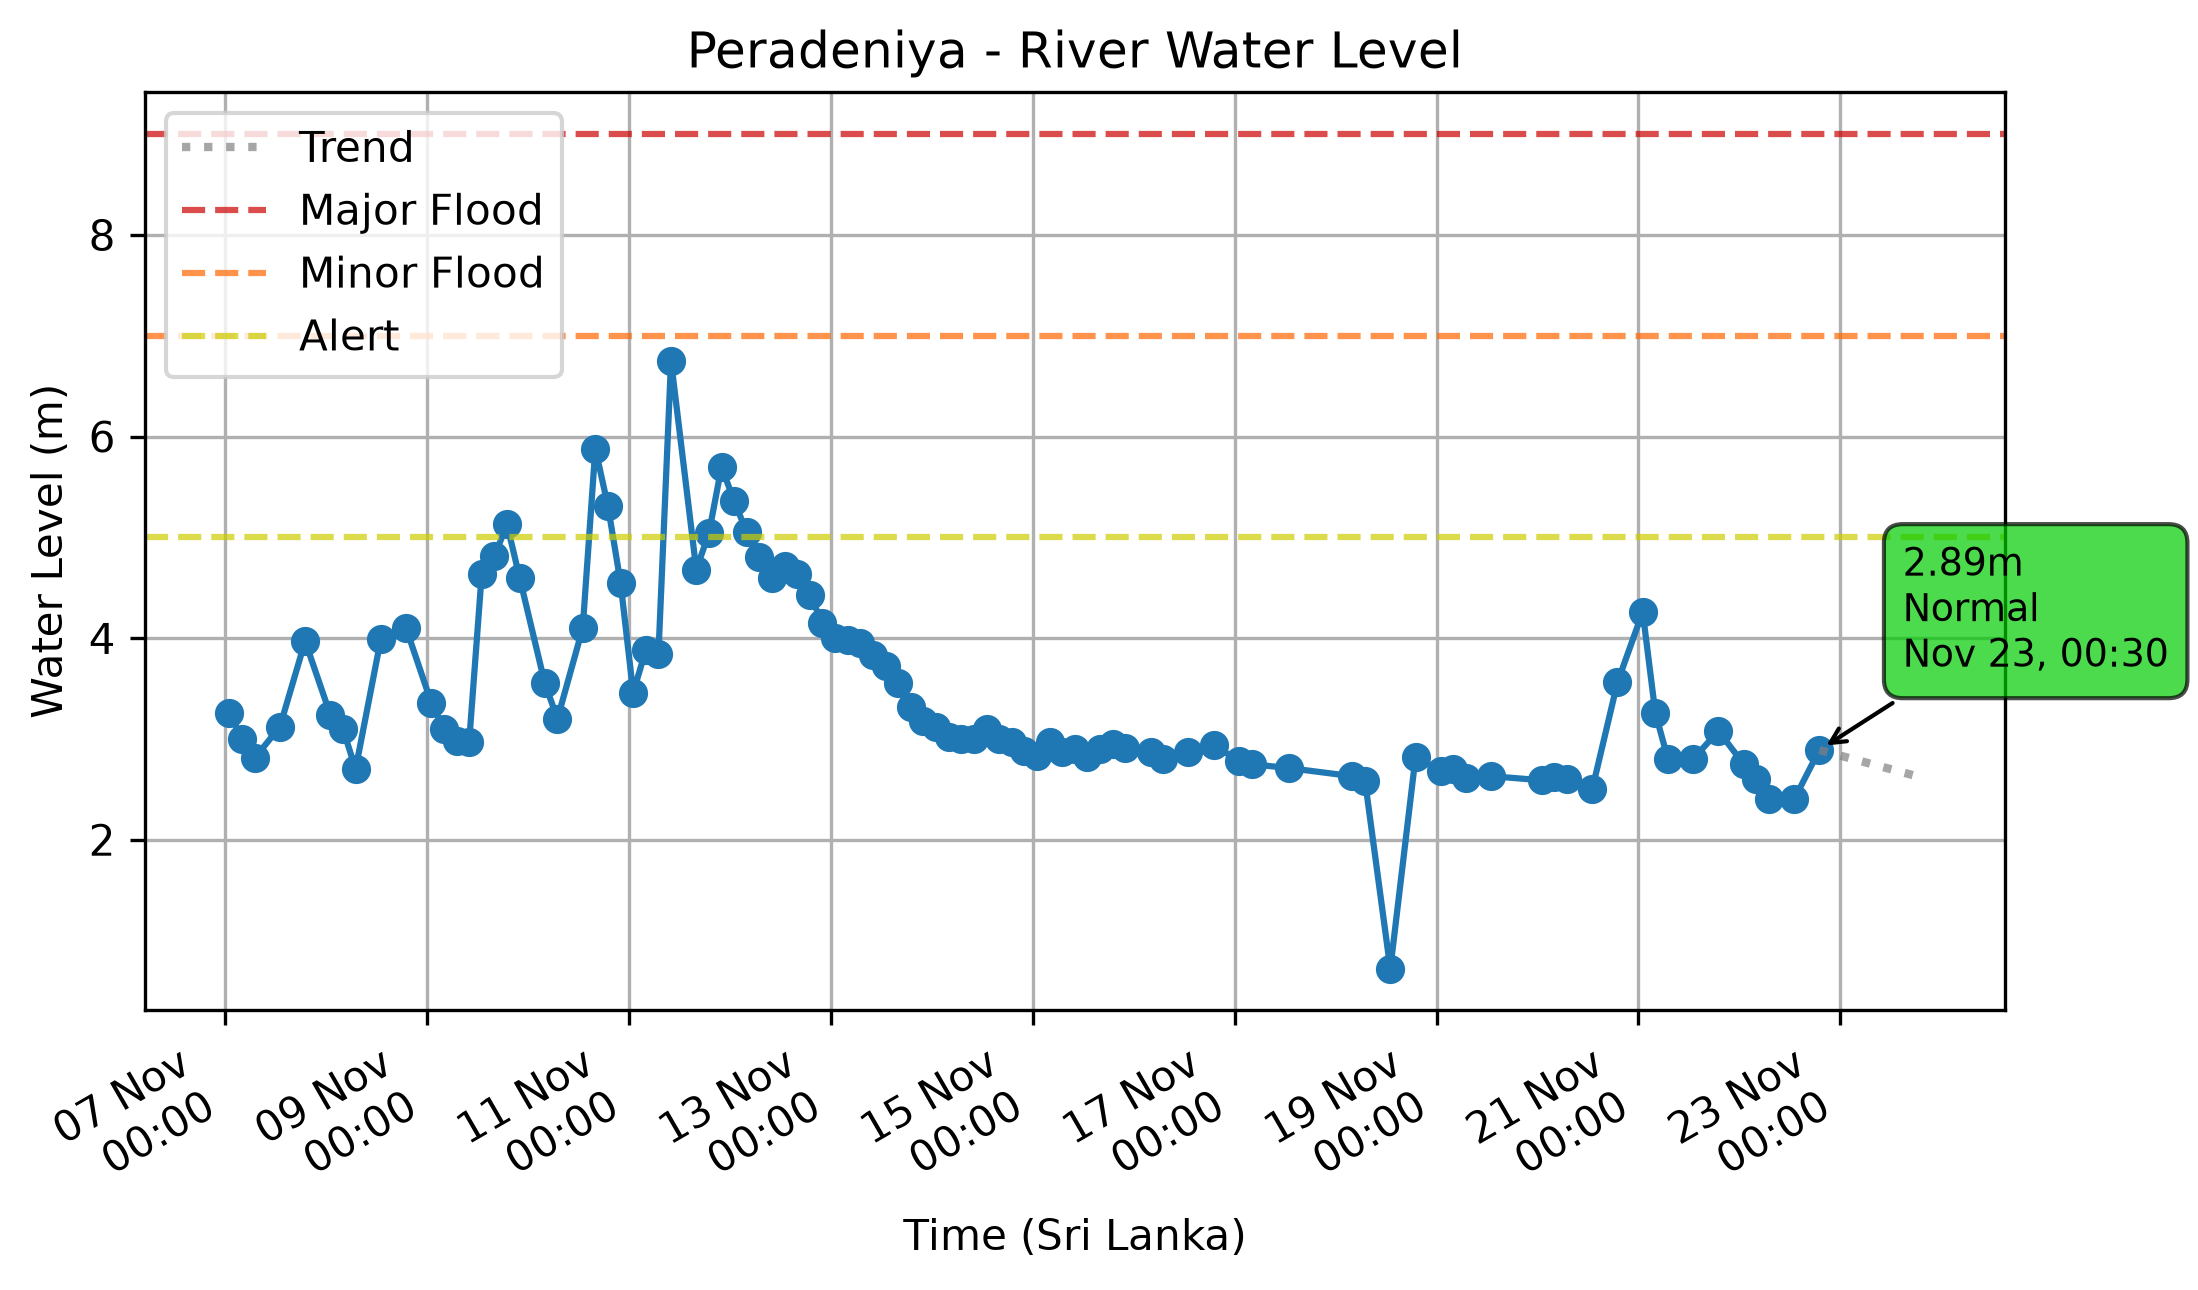 Peradeniya - River Water Level
Trend
Major Flood
Minor Flood
Alert
8
6
4
2
Water Level (m)
2.89m
Normal
Nov 23, 00:30
07 Nov
00:00
09 Nov
00:00
11 Nov
00:00
13 Nov
00:00
15 Nov
00:00
17 Nov
00:00
19 Nov
00:00
21 Nov
00:00
23 Nov
00:00
Time (Sri Lanka)